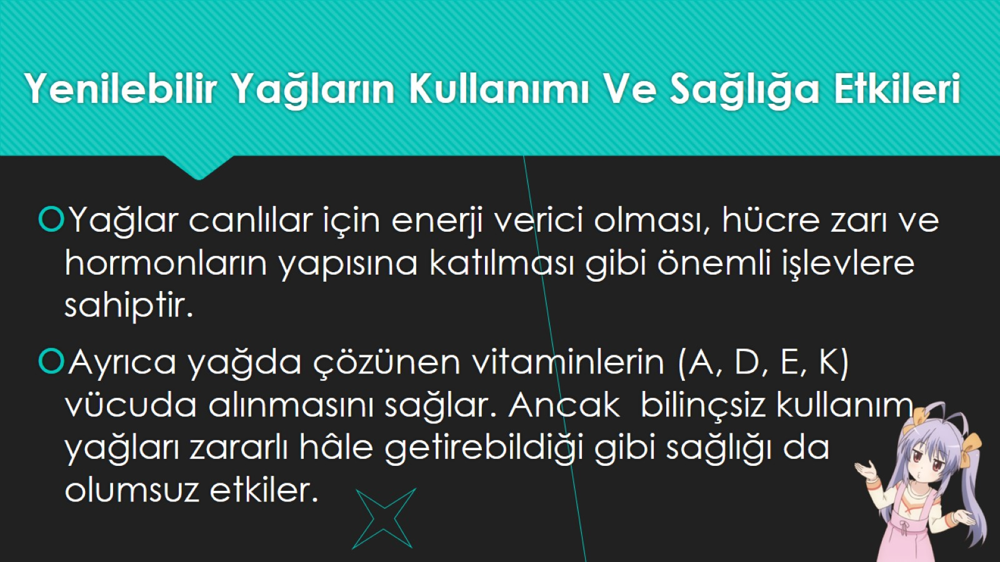 Yenilebilir Yağların Kullanımı Ve Sağlığa Etkileri
Yağlar canlılar için enerji verici olması, hücre zarı ve
hormonların yapısına katılması gibi önemli işlevlere
sahiptir.
Ayrıca yağda çözünen vitaminlerin (A, D, E, K)
vücuda alınmasını sağlar. Ancak  bilinçsiz kullanım
yağları zararlı hâle getirebildiği gibi sağlığı da
olumsuz etkiler.